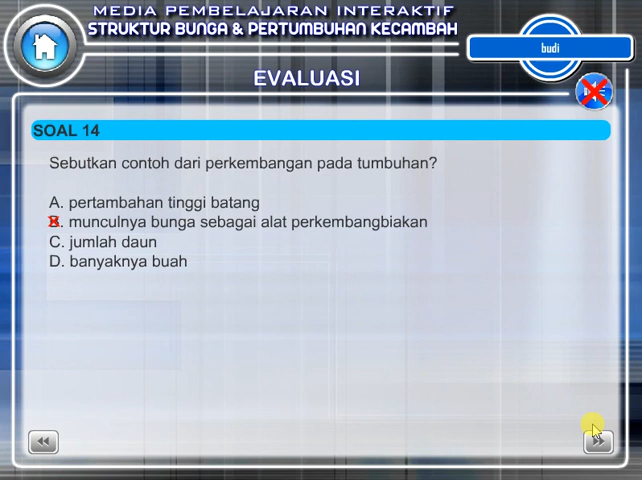 MEDIA PEMBELAJARAN INTERAKTIF
STRUKTUR BUNGA & PERTUMBUHAN KECAMBAH
budi
EVALUASI
SOAL 14
Sebutkan contoh dari perkembangan pada tumbuhan?
A. pertambahan tinggi batang
B. munculnya bunga sebagai alat perkembangbiakan
C. jumlah daun
D. banyaknya buah